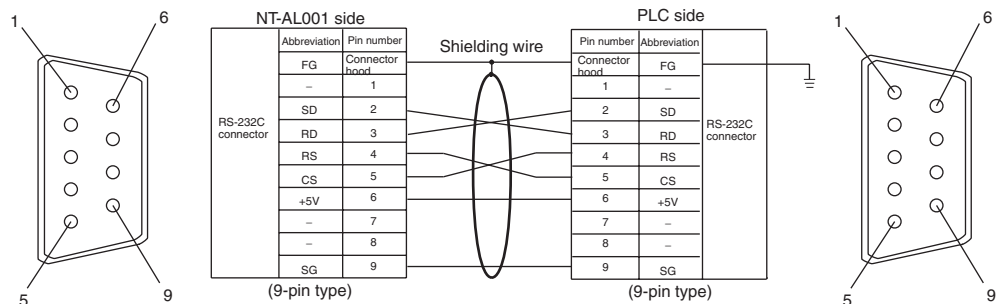 NT-AL001 side
PLC side
Shielding wire
1
6
5
9
Abbreviation Pin number
FG Connector hood
– 1
SD 2
RD 3
RS 4
CS 5
+5V 6
– 7
– 8
SG 9
RS-232C
connector
(9-pin type)
Pin number Abbreviation
Connector hood FG
1 –
2 SD
3 RD
4 RS
5 CS
6 +5V
7 –
8 –
9 SG
RS-232C
connector
(9-pin type)
1
6
5
9